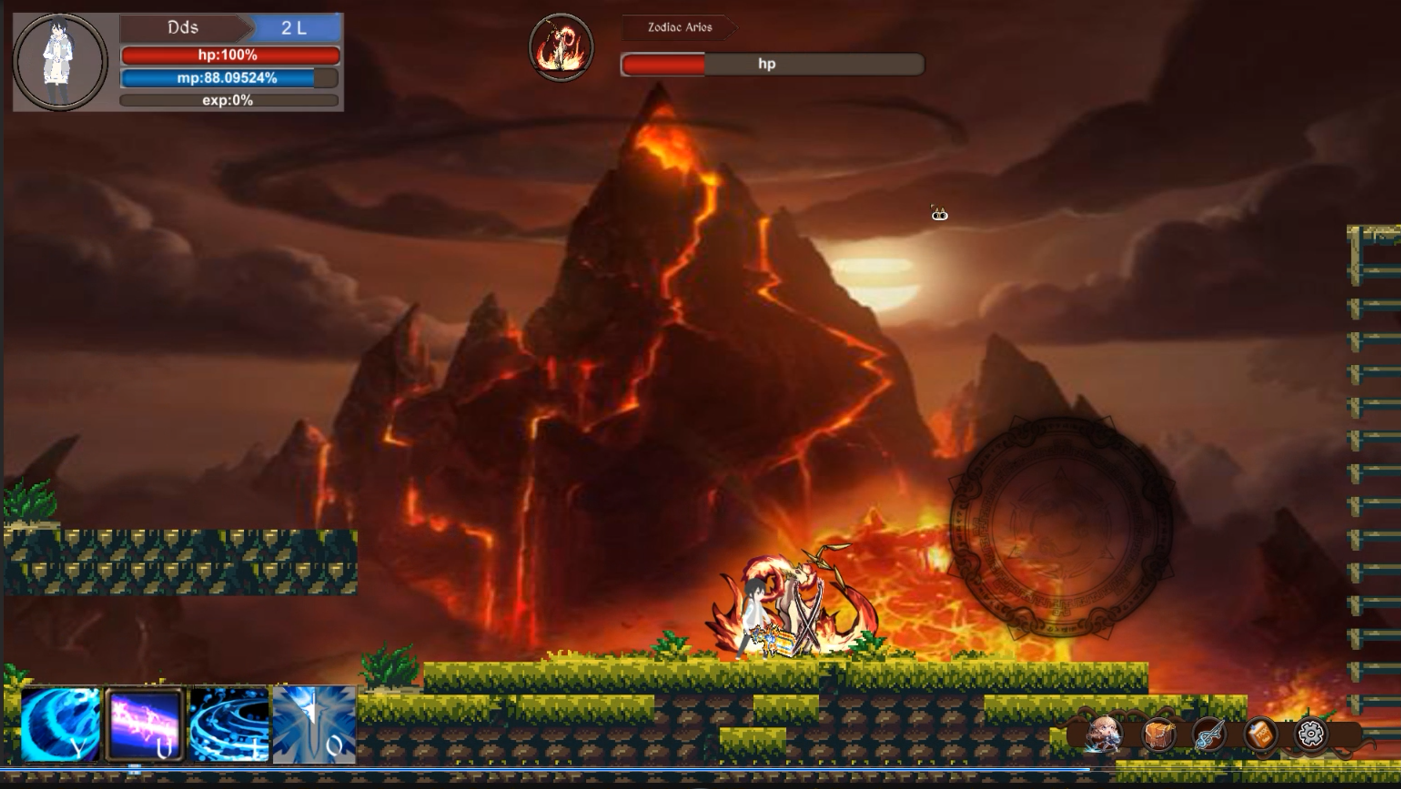 Dds
2 L
hp:100%
mp:88.09524%
exp:0%
Zodiac Aries
hp
Y
U
I
O